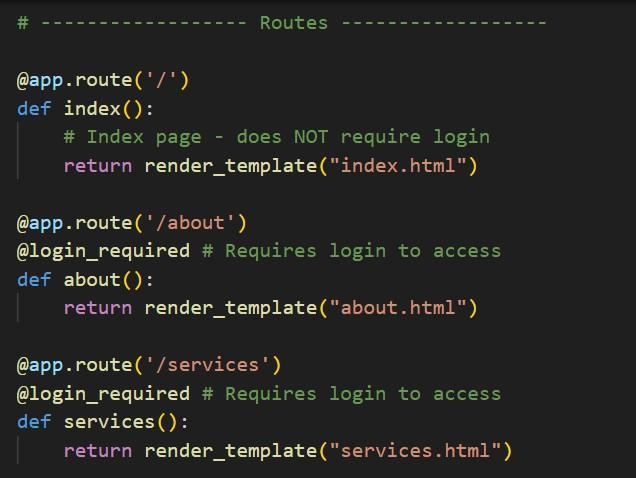 # ------------------ Routes ------------------
@app.route('/')
def index():
# Index page - does NOT require login
return render_template("index.html")
@app.route('/about')
@login_required # Requires login to access
def about():
return render_template("about.html")
@app.route('/services')
@login_required # Requires login to access
def services():
return render_template("services.html")